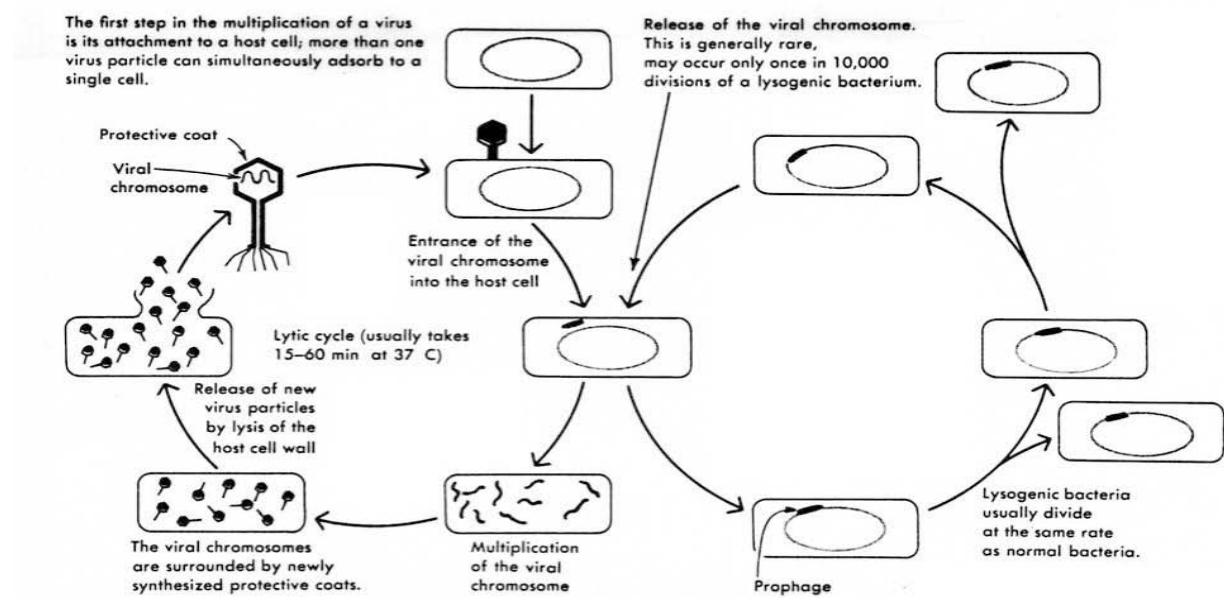 The first step in the multiplication of a virus
is its attachment to a host cell; more than one
virus particle can simultaneously adsorb to a
single cell.
Release of the viral chromosome.
This is generally rare,
may occur only once in 10,000
divisions of a lysogenic bacterium.
Protective coat
Viral
chromosome
Entrance of the
viral chromosome
into the host cell
Lytic cycle (usually takes
15–60 min at 37 C)
Release of new
virus particles
by lysis of the
host cell wall
The viral chromosomes
are surrounded by newly
synthesized protective coats.
Multiplication
of the viral
chromosome
Prophage
Lysogenic bacteria
usually divide
at the same rate
as normal bacteria.